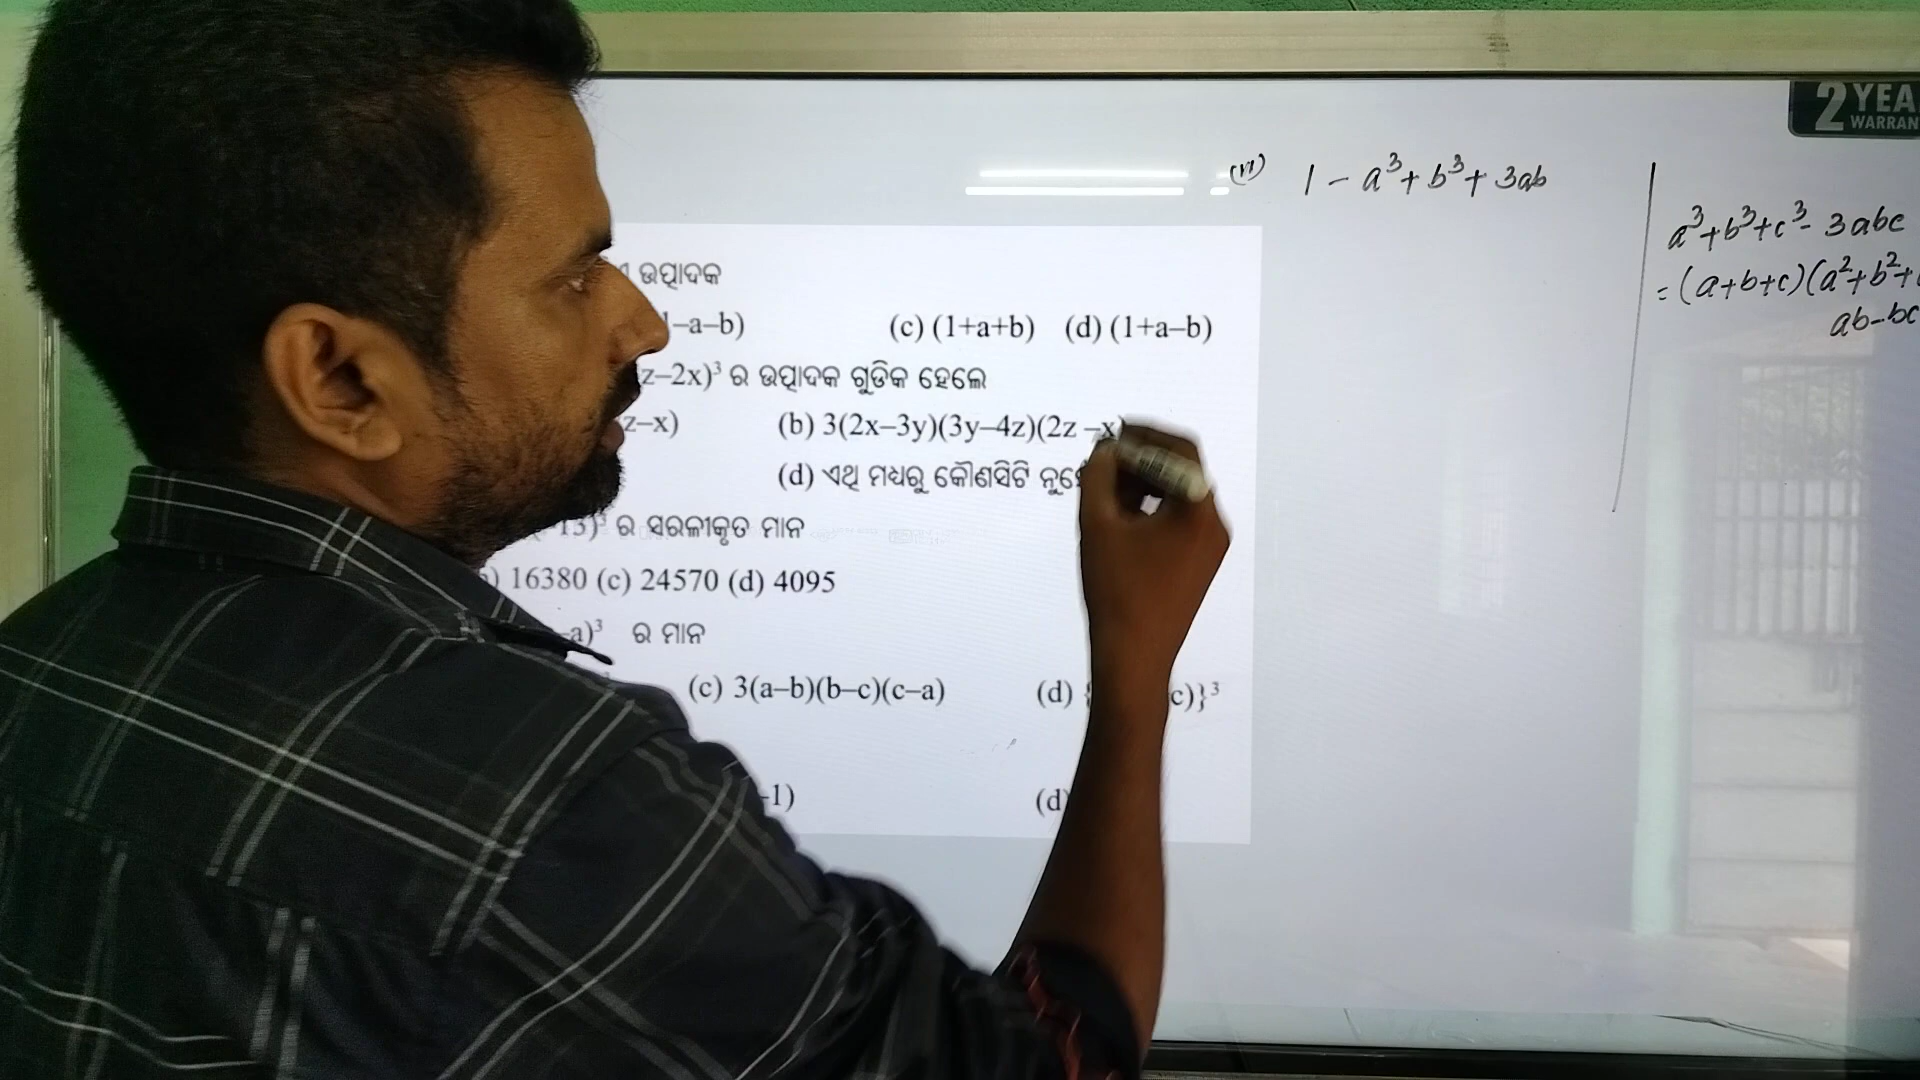 2 YEA
WARRAN
(vi) 1 - a³ + b³ + 3ab
a³+b³+c³- 3abc
= (a+b+c)(a²+b²+
ab-bc
ଉତ୍ପାଦକ
–a–b) (c) (1+a+b) (d) (1+a–b)
z–2x)³ ର ଉତ୍ପାଦକ ଗୁଡିକ ହେଲେ
z–x) (b) 3(2x–3y)(3y–4z)(2z –x)
(d) ଏଥି ମଧ୍ୟରୁ କୌଣସିଟି
13)³ ର ସରଳୀକୃତ ମାନ
) 16380 (c) 24570 (d) 4095
–a)³ ର ମାନ
(c) 3(a–b)(b–c)(c–a) (d) { c)}³
-1) (d)